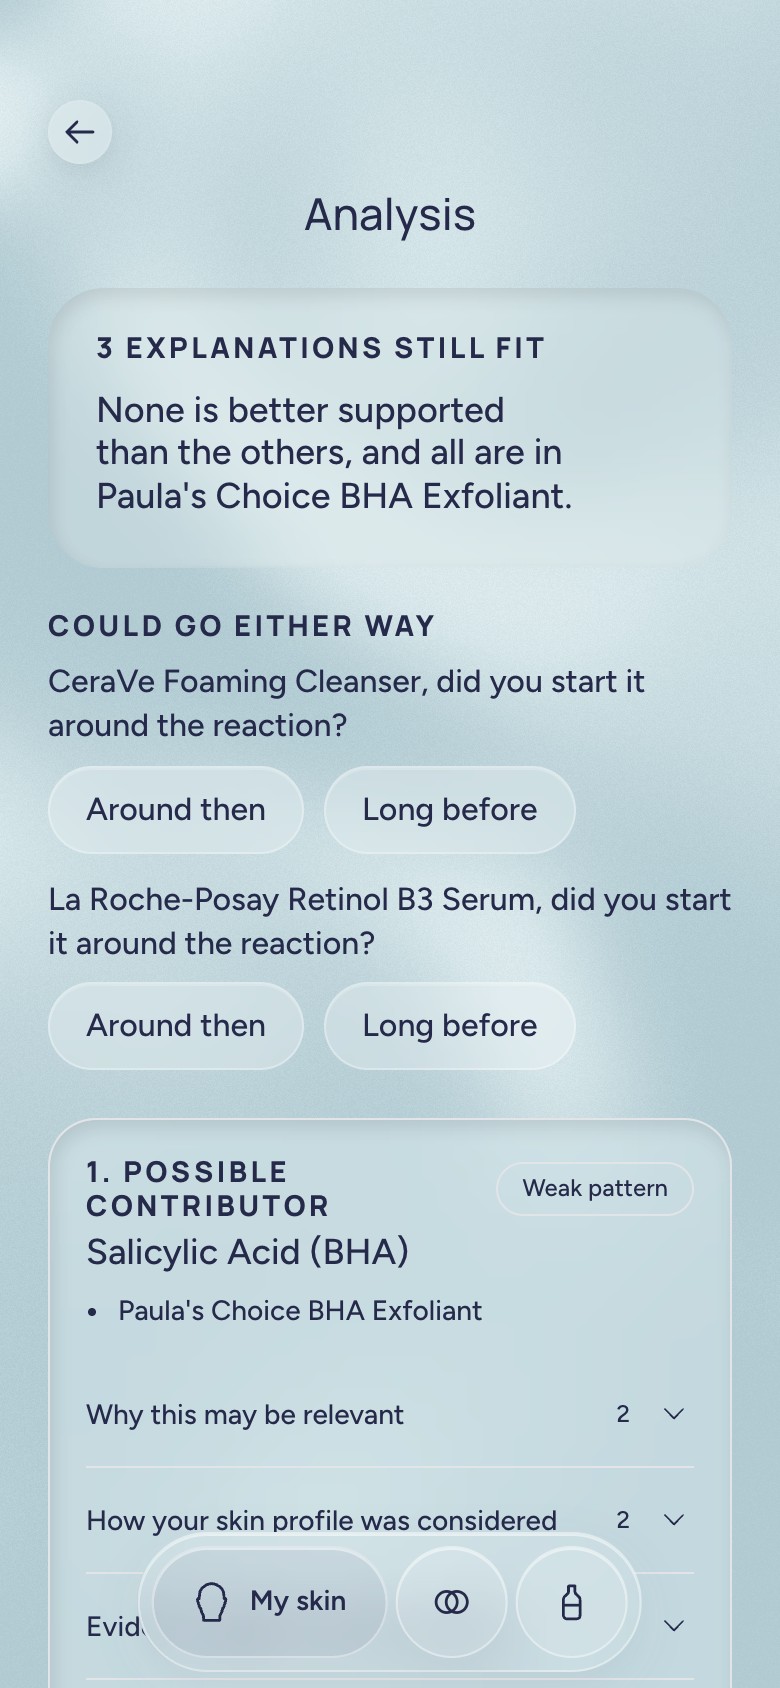 Analysis
3 EXPLANATIONS STILL FIT
None is better supported
than the others, and all are in
Paula's Choice BHA Exfoliant.
COULD GO EITHER WAY
CeraVe Foaming Cleanser, did you start it
around the reaction?
Around then
Long before
La Roche-Posay Retinol B3 Serum, did you start
it around the reaction?
Around then
Long before
1. POSSIBLE
CONTRIBUTOR
Weak pattern
Salicylic Acid (BHA)
• Paula's Choice BHA Exfoliant
Why this may be relevant 2
How your skin profile was considered 2
My skin